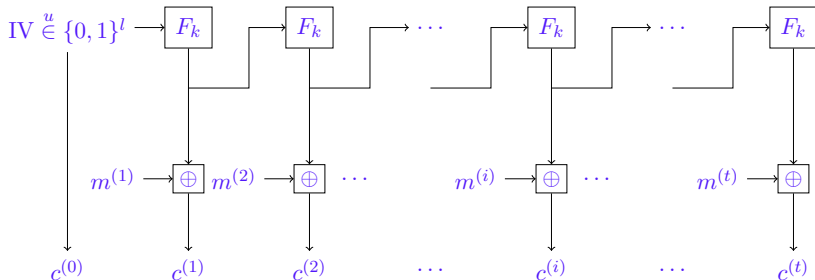 IV ∈ᵘ {0, 1}ˡ F_k F_k ··· F_k ··· F_k
m⁽¹⁾ ⊕ m⁽²⁾ ⊕ ··· m⁽ⁱ⁾ ⊕ ··· m⁽ᵗ⁾ ⊕
c⁽⁰⁾ c⁽¹⁾ c⁽²⁾ ··· c⁽ⁱ⁾ ··· c⁽ᵗ⁾